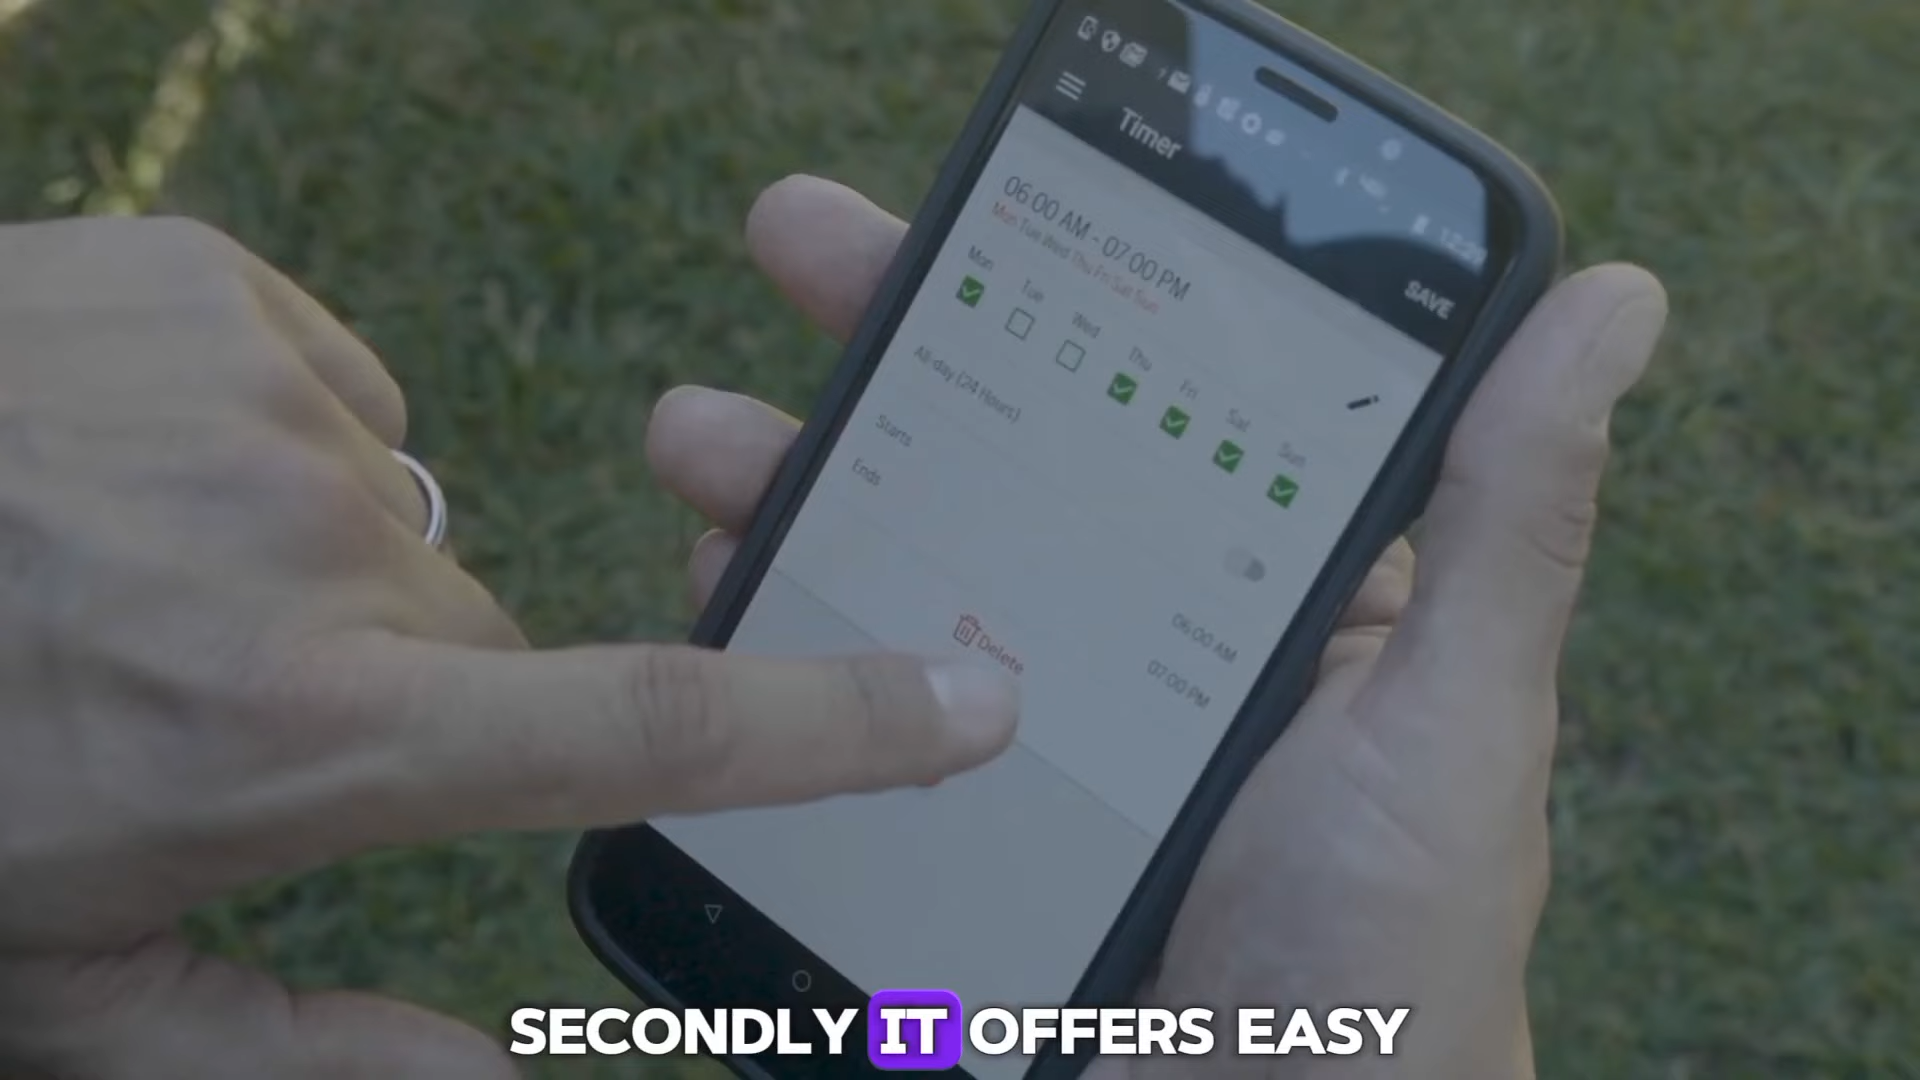 Timer
SAVE
06:00 AM - 07:00 PM
Mon Tue Wed Thu Fri Sat Sun
Mon Tue Wed Thu Fri Sat Sun
All-day (24 Hours)
Starts 06:00 AM
Ends 07:00 PM
Delete
SECONDLY IT OFFERS EASY